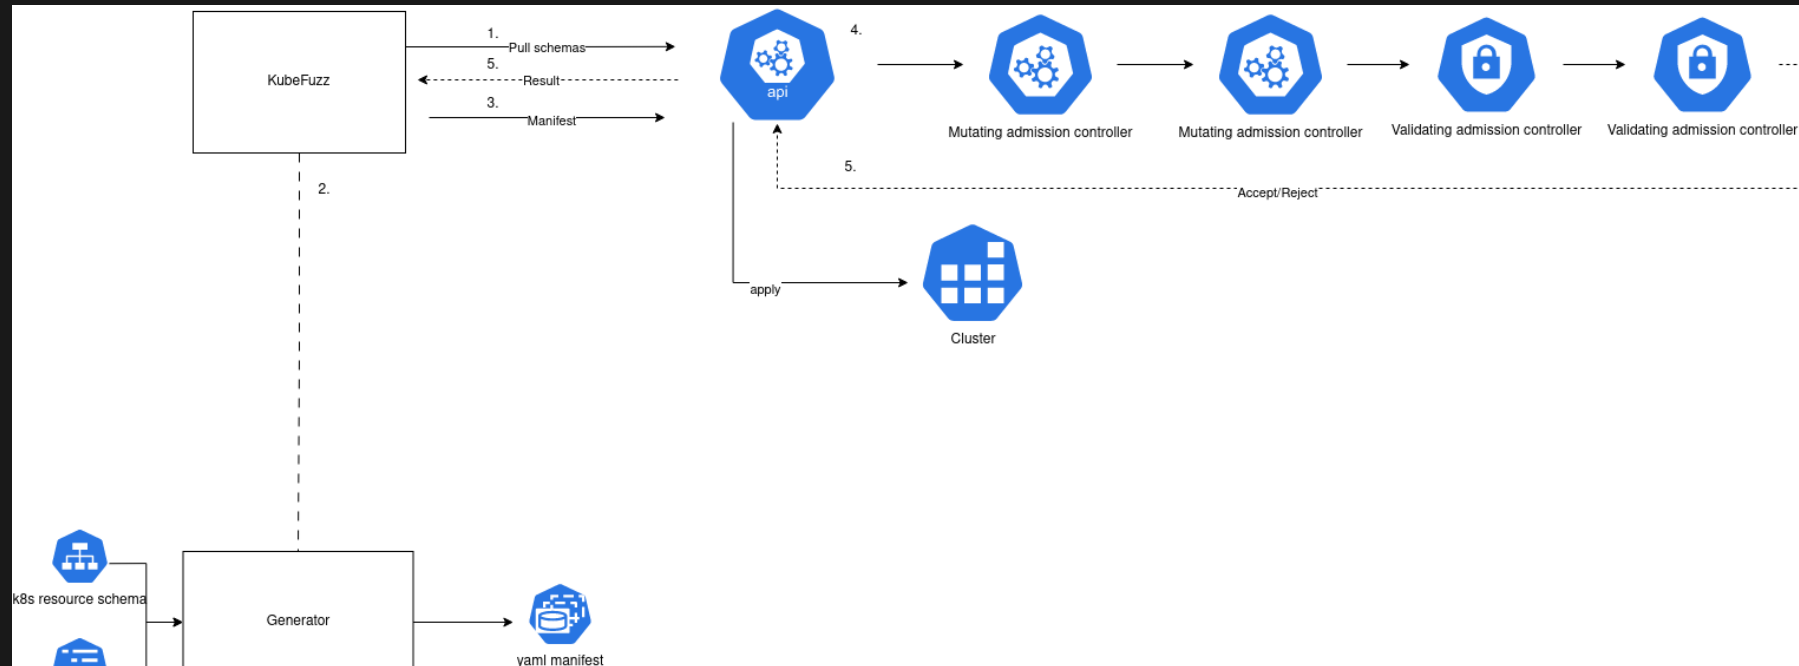 1.
Pull schemas
5.
Result
3.
Manifest
KubeFuzz
2.
api
4.
Mutating admission controller
Mutating admission controller
Validating admission controller
Validating admission controller
5.
Accept/Reject
apply
Cluster
k8s resource schema
Generator
yaml manifest